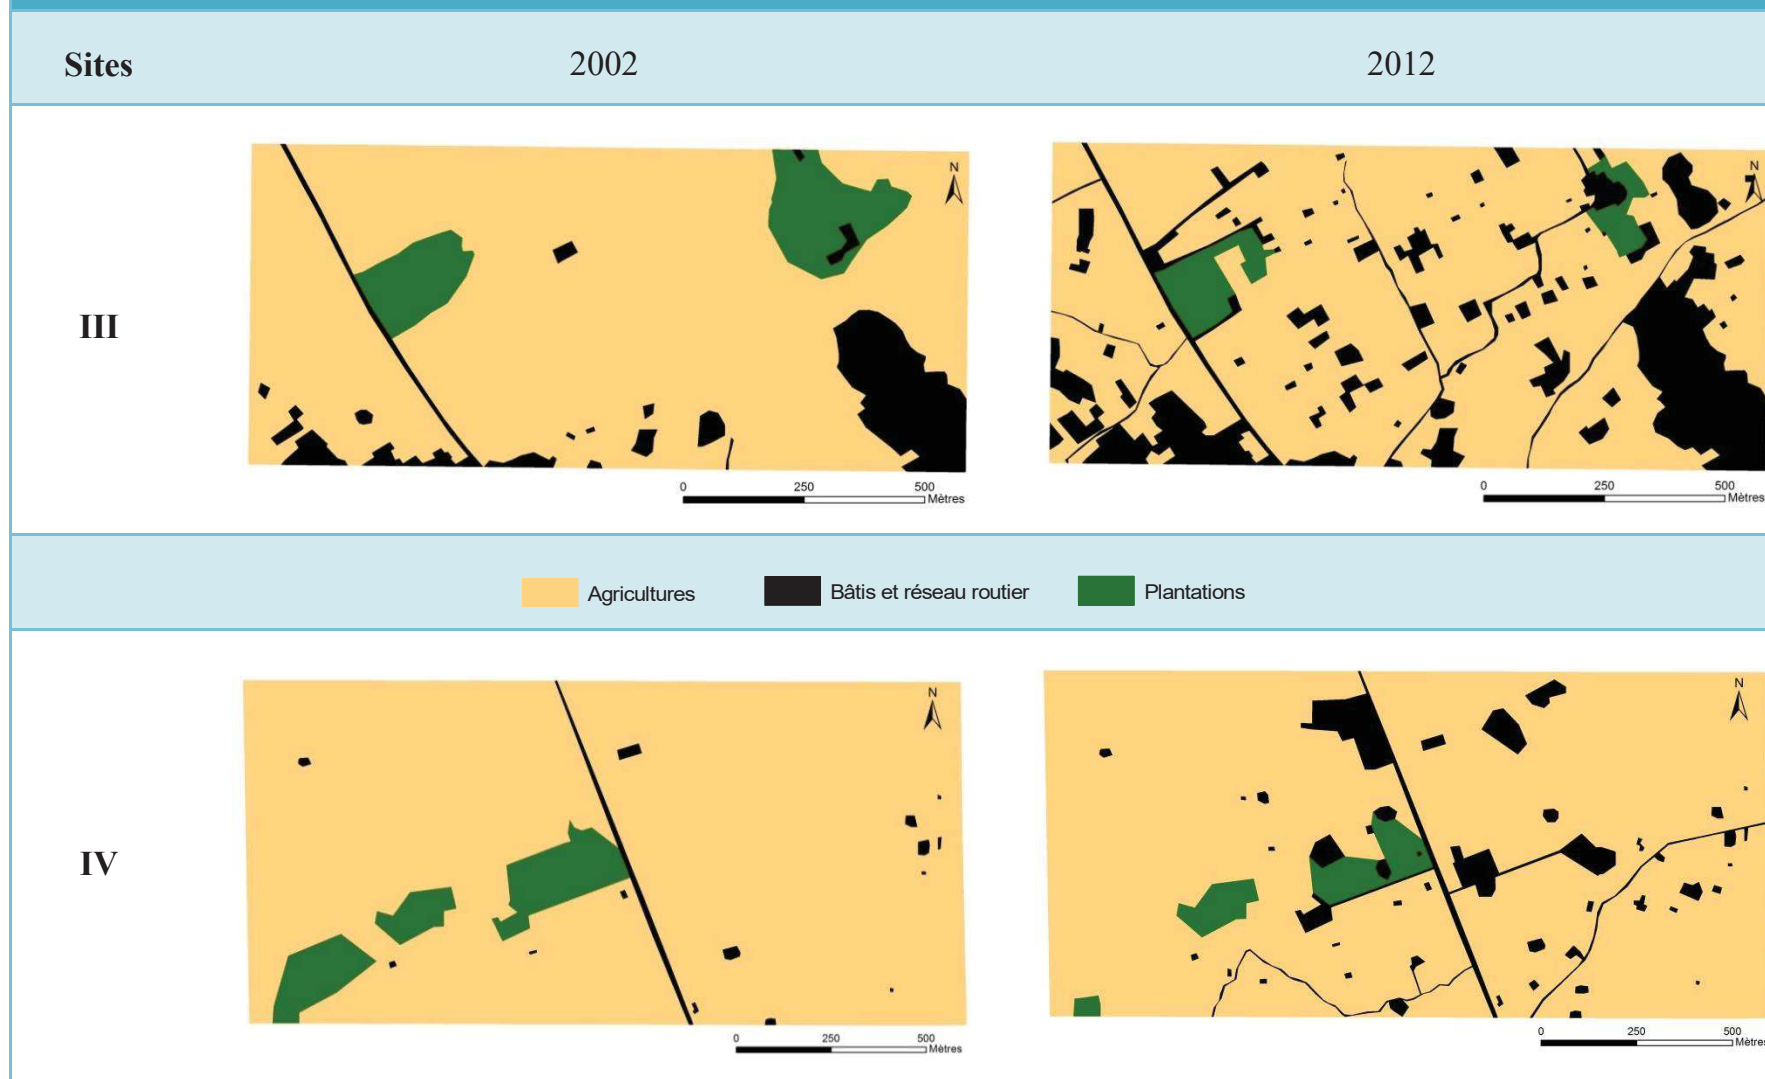 Sites 2002 2012
III
N
0 250 500
Mètres
N
0 250 500
Mètres
Agricultures Bâtis et réseau routier Plantations
IV
N
0 250 500
Mètres
N
0 250 500
Mètres